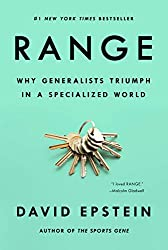 #1 NEW YORK TIMES BESTSELLER
RANGE
WHY GENERALISTS TRIUMPH
IN A SPECIALIZED WORLD
"I loved RANGE."
—Malcolm Gladwell
DAVID EPSTEIN
AUTHOR OF THE SPORTS GENE